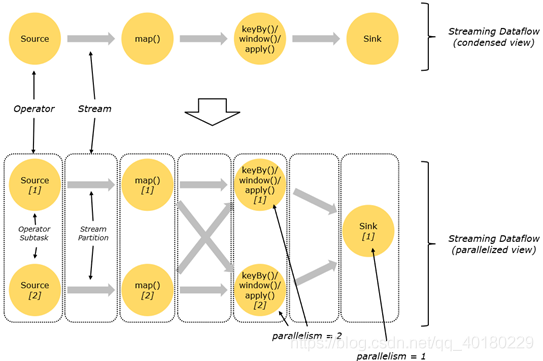 Source
map()
keyBy()/
window()/
apply()
Sink
Streaming Dataflow
(condensed view)
Operator
Stream
Source
[1]
map()
[1]
keyBy()/
window()/
apply()
[1]
Operator
Subtask
Stream
Partition
Sink
[1]
Streaming Dataflow
(parallelized view)
Source
[2]
map()
[2]
keyBy()/
window()/
apply()
[2]
parallelism = 2
https://blog.csdn.net/qq_40180229
parallelism = 1